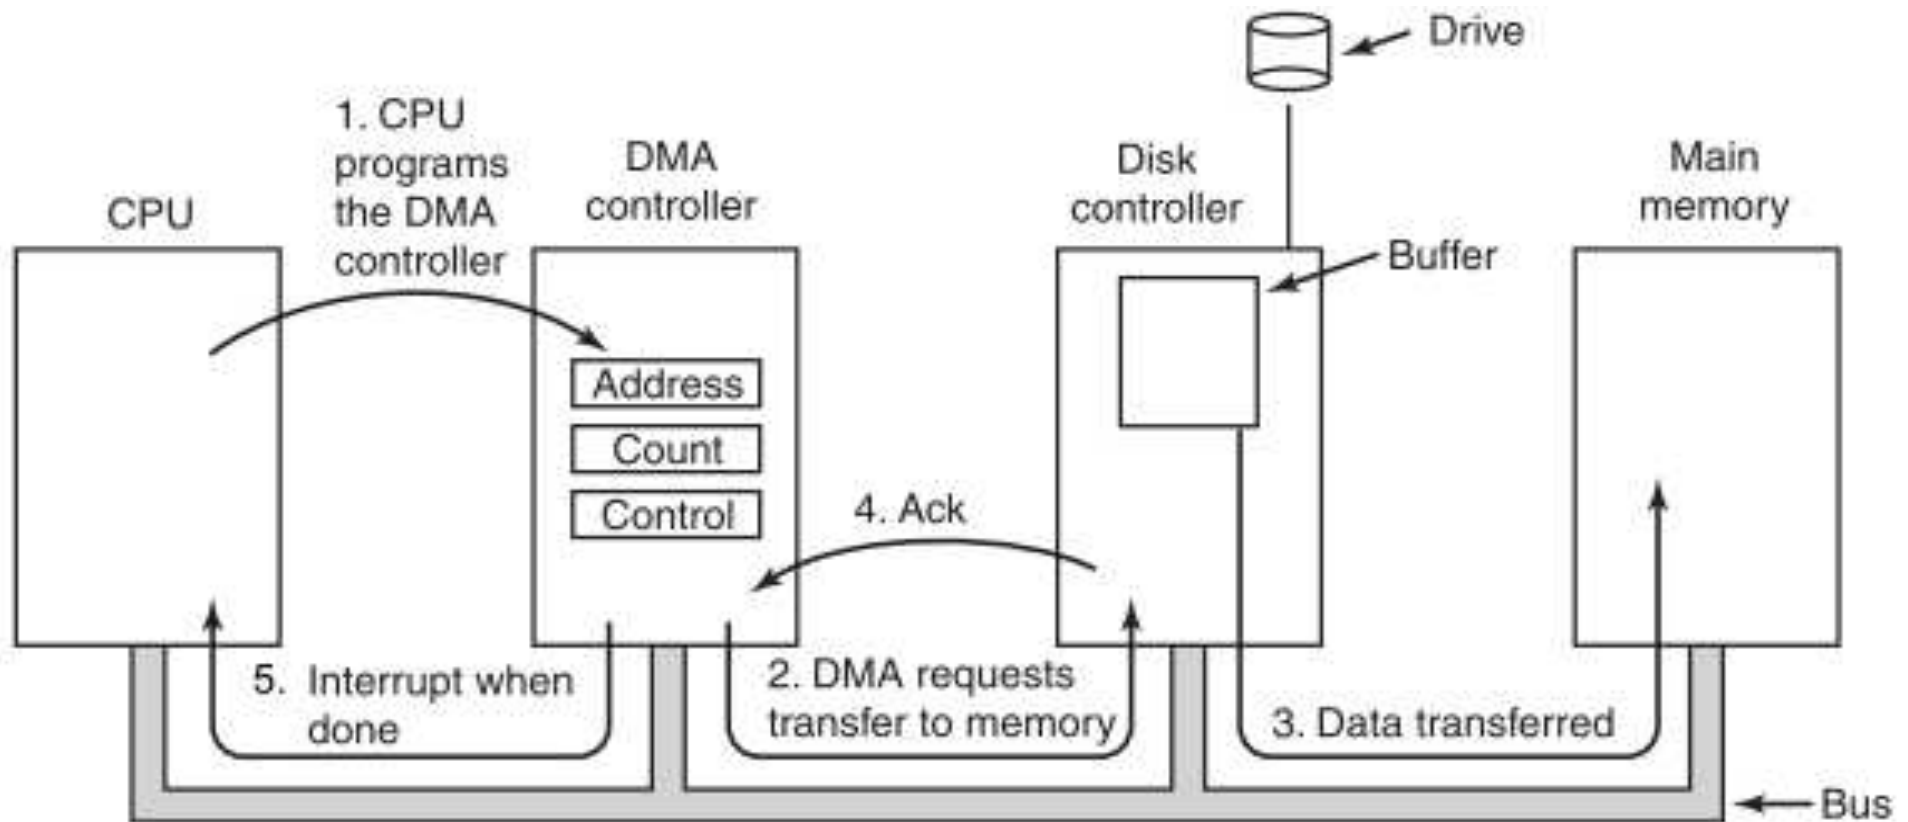 Drive
1. CPU
programs
the DMA
controller
CPU
DMA
controller
Disk
controller
Main
memory
Buffer
Address
Count
Control
4. Ack
5. Interrupt when
done
2. DMA requests
transfer to memory
3. Data transferred
Bus